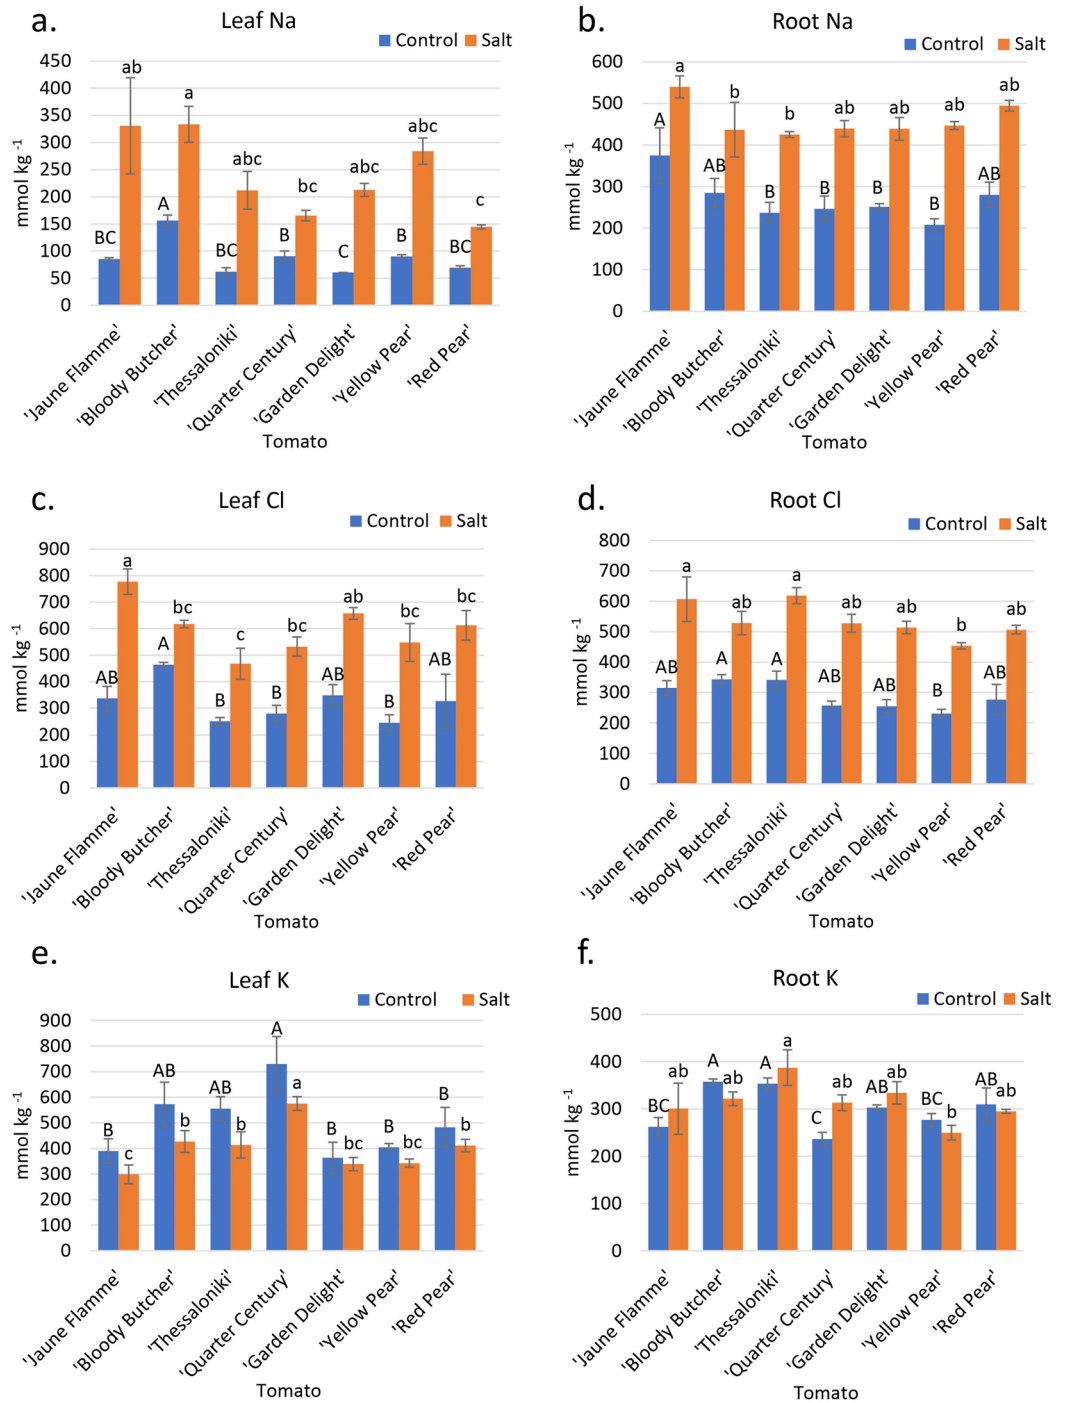 a.
Leaf Na
Control Salt
450
400
350
300
250
200
150
100
50
0
mmol kg -1
ab
a
abc
bc
abc
abc
c
BC
A
BC
B
C
B
BC
'Jaune Flamme'
'Bloody Butcher'
'Thessaloniki'
'Quarter Century'
'Garden Delight'
'Yellow Pear'
'Red Pear'
Tomato
b.
Root Na
Control Salt
600
500
400
300
200
100
0
mmol kg -1
a
b
b
ab
ab
ab
ab
A
AB
B
B
B
B
AB
'Jaune Flamme'
'Bloody Butcher'
'Thessaloniki'
'Quarter Century'
'Garden Delight'
'Yellow Pear'
'Red Pear'
Tomato
c.
Leaf Cl
Control Salt
900
800
700
600
500
400
300
200
100
0
mmol kg -1
a
bc
c
bc
ab
bc
bc
AB
A
B
B
AB
B
AB
'Jaune Flamme'
'Bloody Butcher'
'Thessaloniki'
'Quarter Century'
'Garden Delight'
'Yellow Pear'
'Red Pear'
Tomato
d.
Root Cl
Control Salt
800
700
600
500
400
300
200
100
0
mmol kg -1
a
ab
a
ab
ab
b
ab
AB
A
A
AB
AB
B
AB
'Jaune Flamme'
'Bloody Butcher'
'Thessaloniki'
'Quarter Century'
'Garden Delight'
'Yellow Pear'
'Red Pear'
Tomato
e.
Leaf K
Control Salt
900
800
700
600
500
400
300
200
100
0
mmol kg -1
B
AB
AB
A
B
B
B
c
b
b
a
bc
bc
b
'Jaune Flamme'
'Bloody Butcher'
'Thessaloniki'
'Quarter Century'
'Garden Delight'
'Yellow Pear'
'Red Pear'
Tomato
f.
Root K
Control Salt
500
400
300
200
100
0
mmol kg -1
BC
A
A
C
AB
BC
AB
ab
ab
a
ab
ab
b
ab
'Jaune Flamme'
'Bloody Butcher'
'Thessaloniki'
'Quarter Century'
'Garden Delight'
'Yellow Pear'
'Red Pear'
Tomato